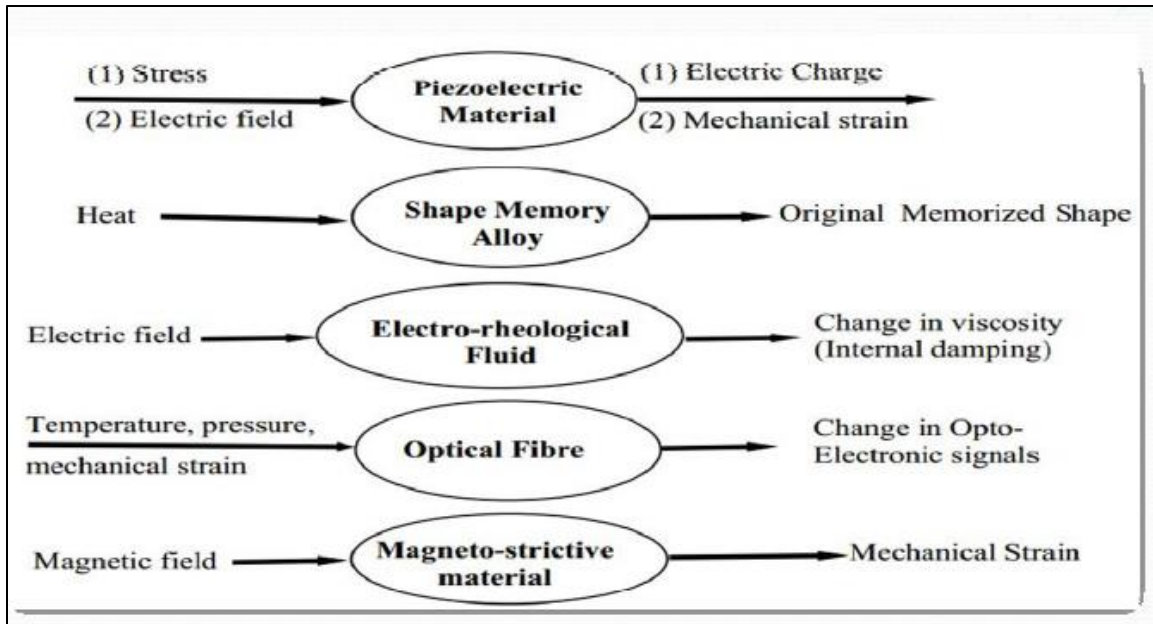 (1) Stress
(2) Electric field
Piezoelectric
Material
(1) Electric Charge
(2) Mechanical strain
Heat
Shape Memory
Alloy
Original Memorized Shape
Electric field
Electro-rheological
Fluid
Change in viscosity
(Internal damping)
Temperature, pressure,
mechanical strain
Optical Fibre
Change in Opto-
Electronic signals
Magnetic field
Magneto-strictive
material
Mechanical Strain